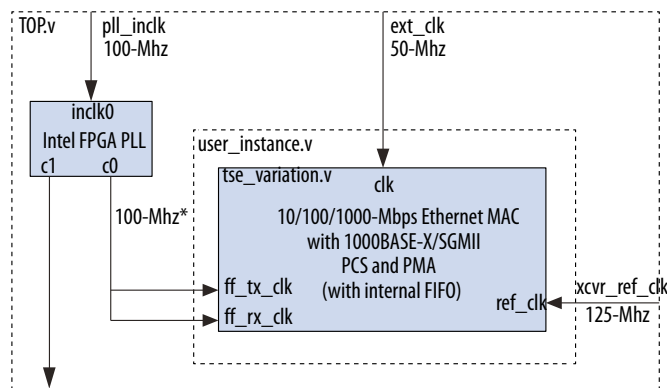 TOP.v
pll_inclk
100-Mhz
ext_clk
50-Mhz
inclk0
Intel FPGA PLL
c1 c0
user_instance.v
tse_variation.v
clk
100-Mhz*
10/100/1000-Mbps Ethernet MAC
with 1000BASE-X/SGMII
PCS and PMA
(with internal FIFO)
ff_tx_clk
ff_rx_clk
ref_clk
xcvr_ref_clk
125-Mhz